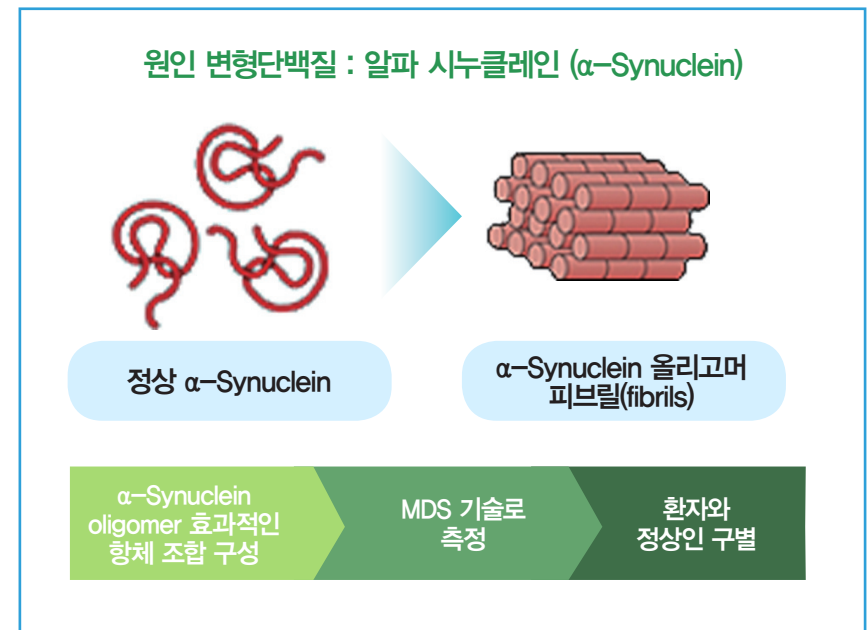 원인 변형단백질 : 알파 시누클레인 (α-Synuclein)
정상 α-Synuclein
α-Synuclein 올리고머
피브릴(fibrils)
α-Synuclein
oligomer 효과적인
항체 조합 구성
MDS 기술로
측정
환자와
정상인 구별